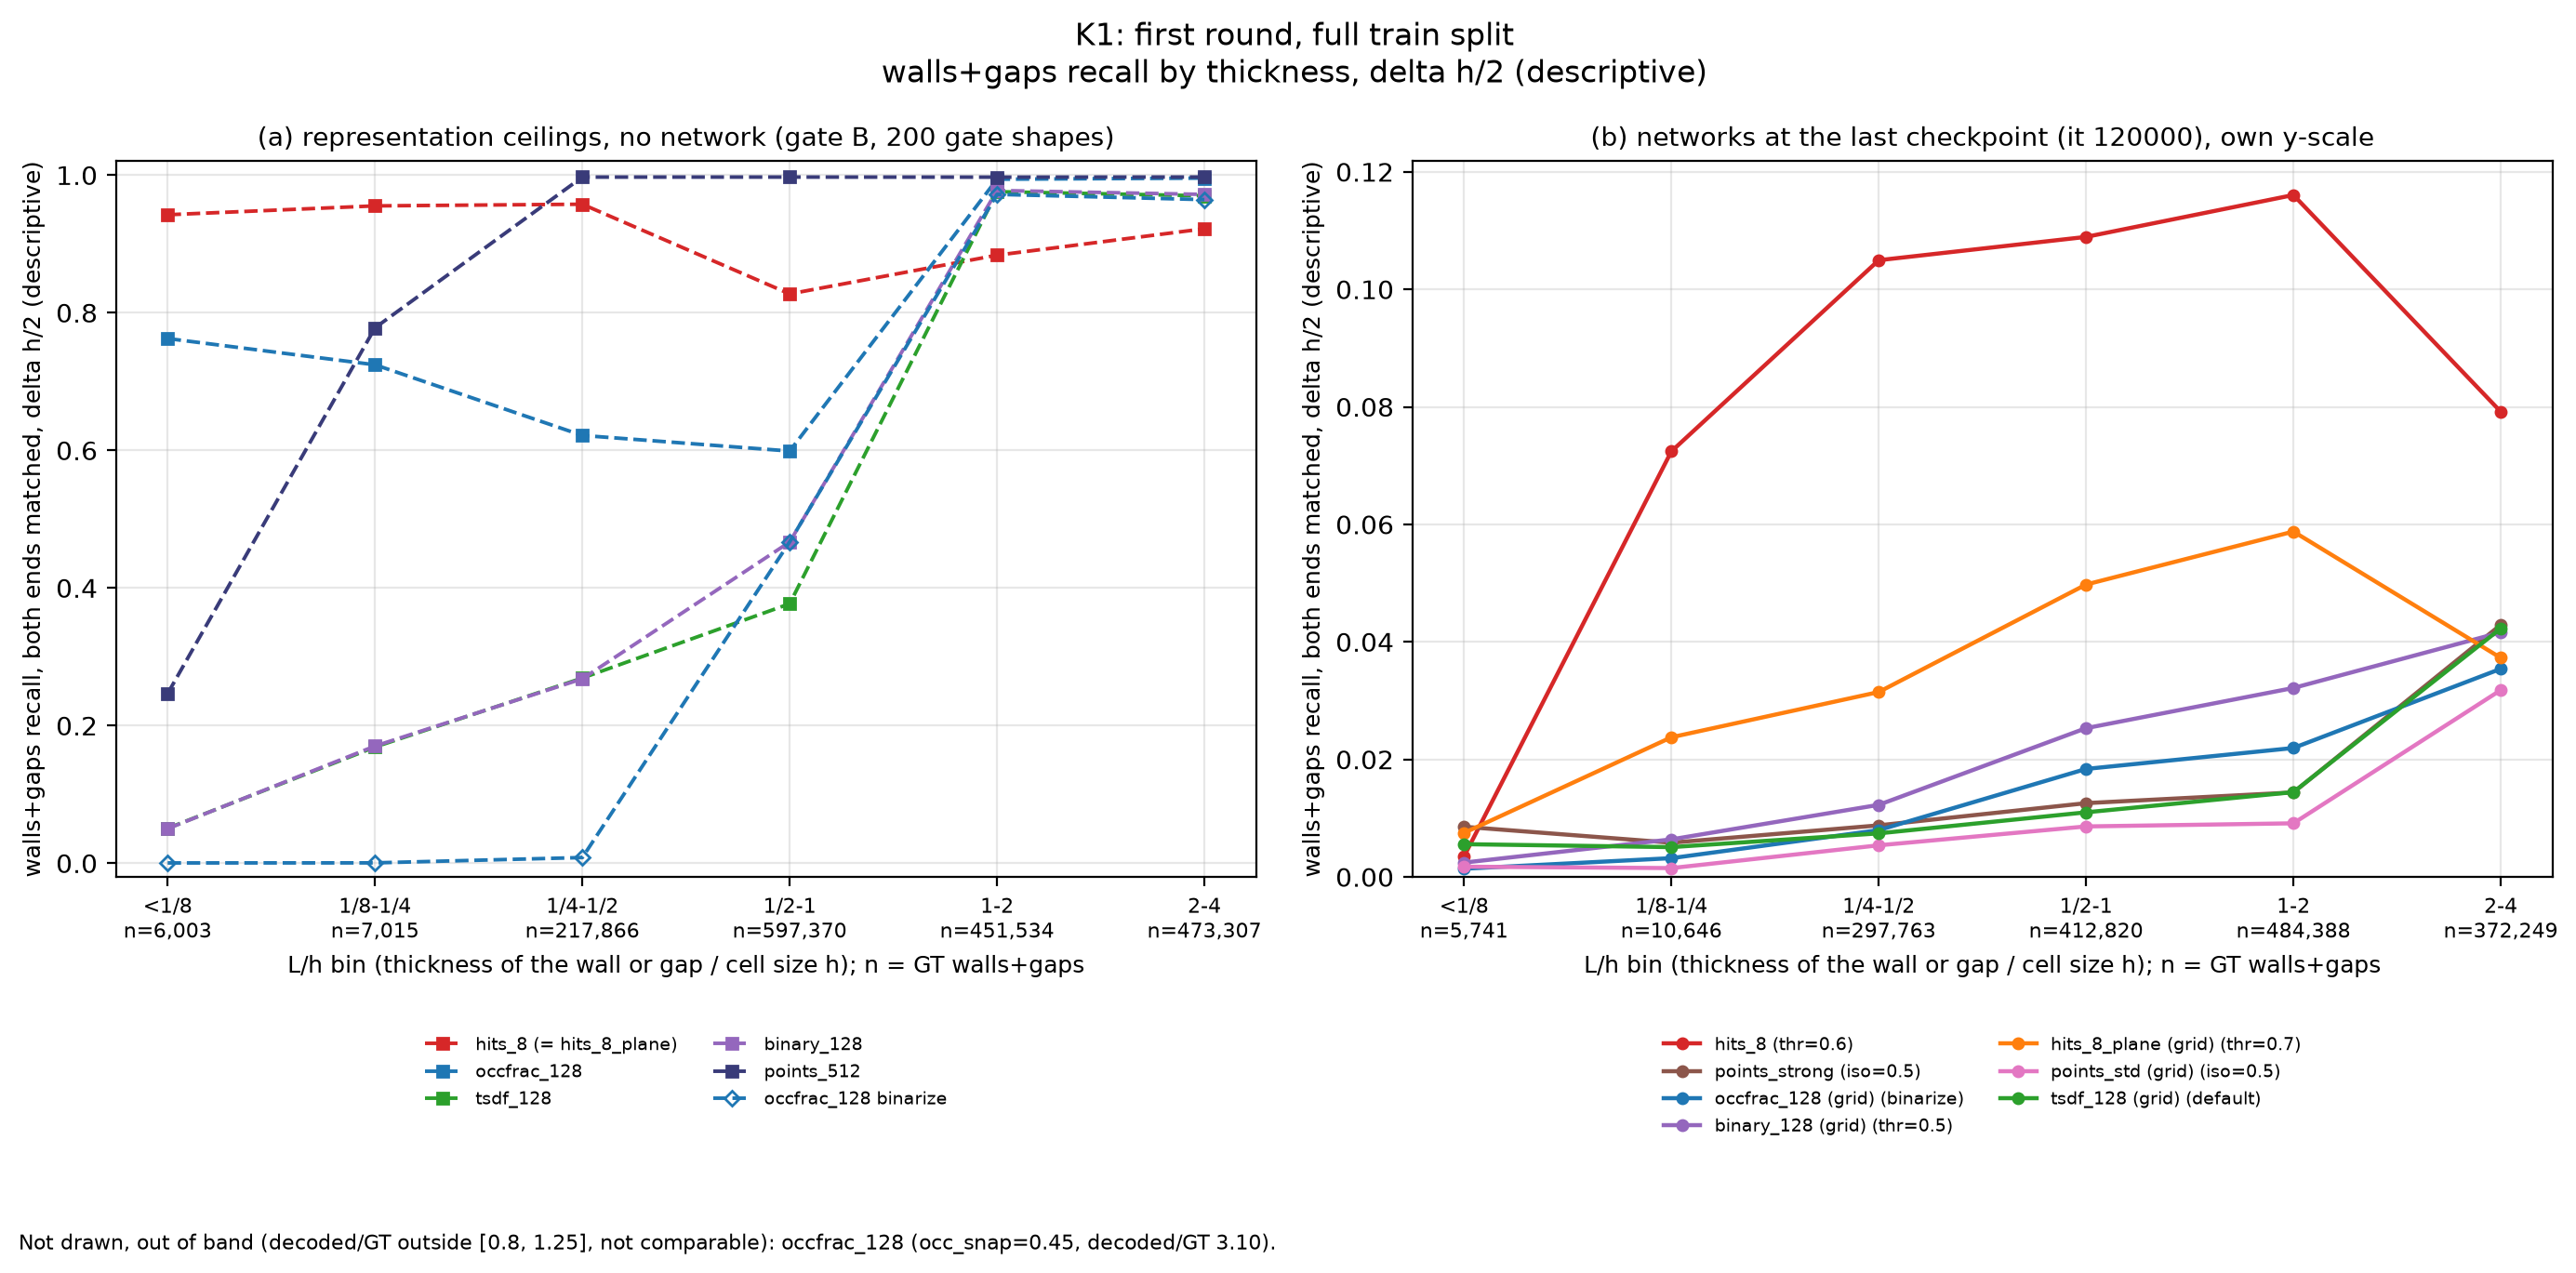 K1: first round, full train split
walls+gaps recall by thickness, delta h/2 (descriptive)
(a) representation ceilings, no network (gate B, 200 gate shapes)
walls+gaps recall, both ends matched, delta h/2 (descriptive)
1.0
0.8
0.6
0.4
0.2
0.0
<1/8
1/8-1/4
1/4-1/2
1/2-1
1-2
2-4
n=6,003
n=7,015
n=217,866
n=597,370
n=451,534
n=473,307
L/h bin (thickness of the wall or gap / cell size h); n = GT walls+gaps
hits_8 (= hits_8_plane)
occfrac_128
tsdf_128
binary_128
points_512
occfrac_128 binarize
(b) networks at the last checkpoint (it 120000), own y-scale
walls+gaps recall, both ends matched, delta h/2 (descriptive)
0.12
0.10
0.08
0.06
0.04
0.02
0.00
<1/8
1/8-1/4
1/4-1/2
1/2-1
1-2
2-4
n=5,741
n=10,646
n=297,763
n=412,820
n=484,388
n=372,249
L/h bin (thickness of the wall or gap / cell size h); n = GT walls+gaps
hits_8 (thr=0.6)
points_strong (iso=0.5)
occfrac_128 (grid) (binarize)
binary_128 (grid) (thr=0.5)
hits_8_plane (grid) (thr=0.7)
points_std (grid) (iso=0.5)
tsdf_128 (grid) (default)
Not drawn, out of band (decoded/GT outside [0.8, 1.25], not comparable): occfrac_128 (occ_snap=0.45, decoded/GT 3.10).